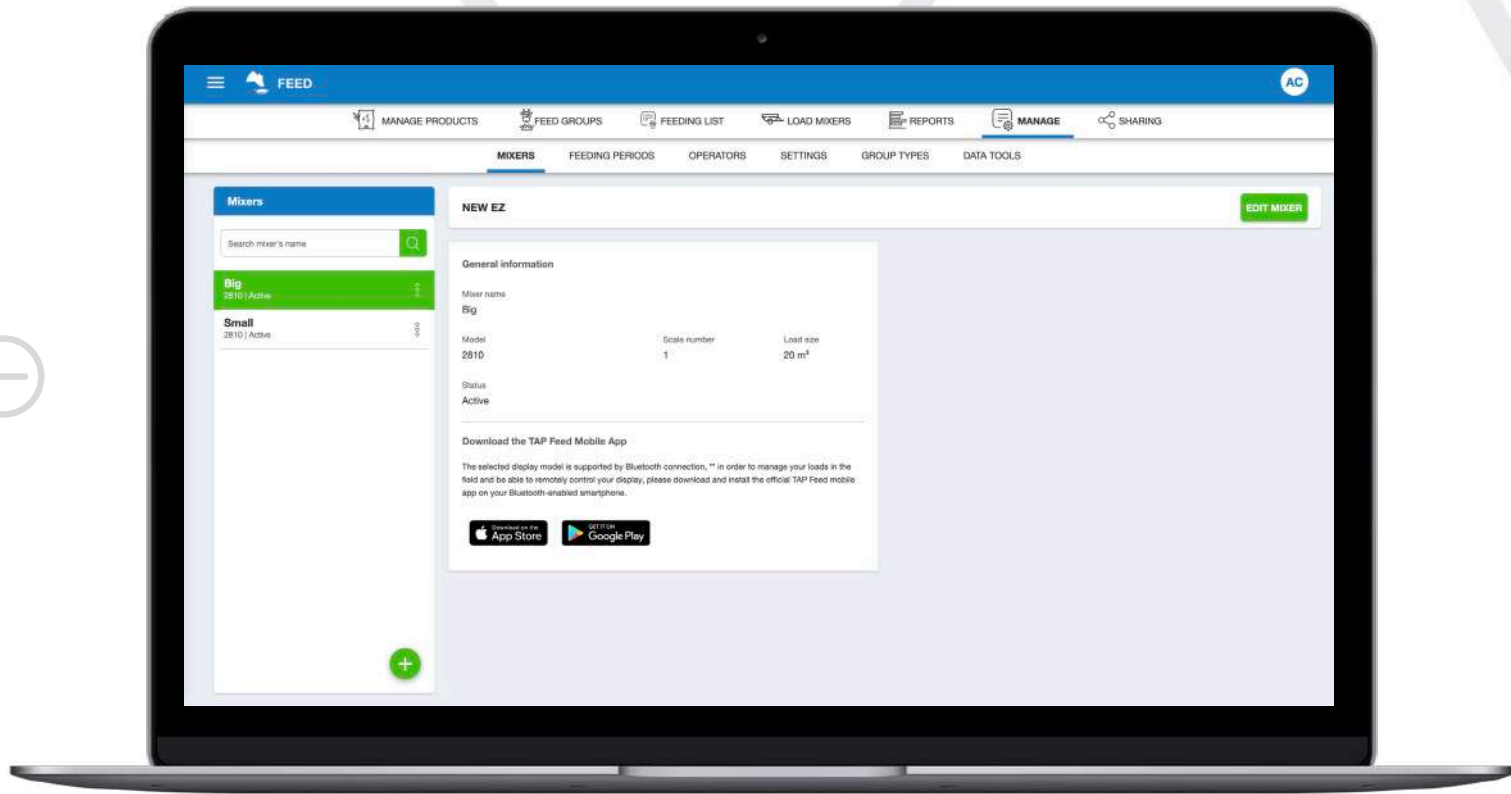 FEED
AC
MANAGE PRODUCTS FEED GROUPS FEEDING LIST LOAD MIXERS REPORTS MANAGE SHARING
MIXERS FEEDING PERIODS OPERATORS SETTINGS GROUP TYPES DATA TOOLS
Mixers
Search mixer's name
Big
2810 | Active
Small
2810 | Active
NEW EZ
EDIT MIXER
General information
Mixer name
Big
Model Scale number Load size
2810 1 20 m³
Status
Active
Download the TAP Feed Mobile App
The selected display model is supported by Bluetooth connection, ** in order to manage your loads in the
field and be able to remotely control your display, please download and install the official TAP Feed mobile
app on your Bluetooth-enabled smartphone.
Download on the
App Store
GET IT ON
Google Play